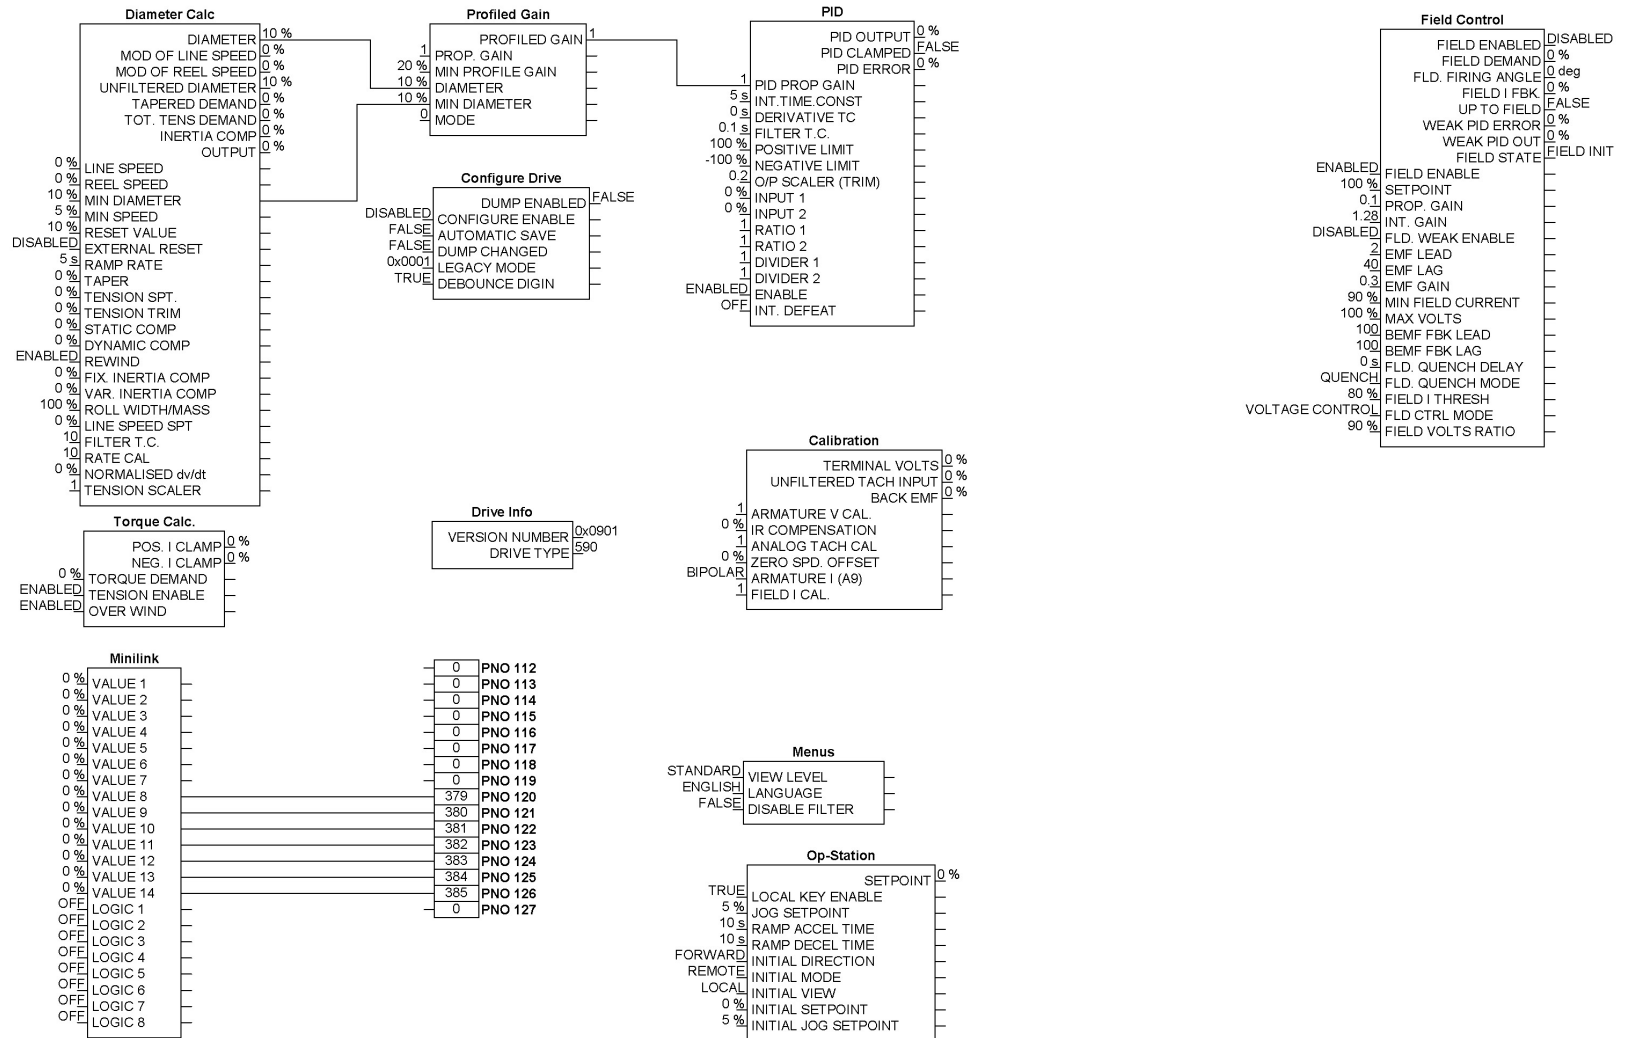 Diameter Calc
DIAMETER 10 %
MOD OF LINE SPEED 0 %
MOD OF REEL SPEED 0 %
UNFILTERED DIAMETER 10 %
TAPERED DEMAND 0 %
TOT. TENS DEMAND 0 %
INERTIA COMP 0 %
OUTPUT 0 %
0 % LINE SPEED
0 % REEL SPEED
10 % MIN DIAMETER
5 % MIN SPEED
10 % RESET VALUE
DISABLED EXTERNAL RESET
5 s RAMP RATE
0 % TAPER
0 % TENSION SPT.
0 % TENSION TRIM
0 % STATIC COMP
0 % DYNAMIC COMP
ENABLED REWIND
0 % FIX. INERTIA COMP
0 % VAR. INERTIA COMP
100 % ROLL WIDTH/MASS
0 % LINE SPEED SPT
10 FILTER T.C.
10 RATE CAL
0 % NORMALISED dv/dt
1 TENSION SCALER
Profiled Gain
PROFILED GAIN 1
1 PROP. GAIN
20 % MIN PROFILE GAIN
10 % DIAMETER
10 % MIN DIAMETER
0 MODE
Configure Drive
DUMP ENABLED FALSE
DISABLED CONFIGURE ENABLE
FALSE AUTOMATIC SAVE
FALSE DUMP CHANGED
0x0001 LEGACY MODE
TRUE DEBOUNCE DIGIN
PID
PID OUTPUT 0 %
PID CLAMPED FALSE
PID ERROR 0 %
1 PID PROP GAIN
5 s INT.TIME.CONST
0 s DERIVATIVE TC
0.1 s FILTER T.C.
100 % POSITIVE LIMIT
-100 % NEGATIVE LIMIT
0.2 O/P SCALER (TRIM)
0 % INPUT 1
0 % INPUT 2
1 RATIO 1
1 RATIO 2
1 DIVIDER 1
1 DIVIDER 2
ENABLED ENABLE
OFF INT. DEFEAT
Field Control
FIELD ENABLED DISABLED
FIELD DEMAND 0 %
FLD. FIRING ANGLE 0 deg
FIELD I FBK. 0 %
UP TO FIELD FALSE
WEAK PID ERROR 0 %
WEAK PID OUT 0 %
FIELD STATE FIELD INIT
ENABLED FIELD ENABLE
100 % SETPOINT
0.1 PROP. GAIN
1.28 INT. GAIN
DISABLED FLD. WEAK ENABLE
2 EMF LEAD
40 EMF LAG
0.3 EMF GAIN
90 % MIN FIELD CURRENT
100 % MAX VOLTS
100 BEMF FBK LEAD
100 BEMF FBK LAG
0 s FLD. QUENCH DELAY
QUENCH FLD. QUENCH MODE
80 % FIELD I THRESH
VOLTAGE CONTROL FLD CTRL MODE
90 % FIELD VOLTS RATIO
Calibration
TERMINAL VOLTS 0 %
UNFILTERED TACH INPUT 0 %
BACK EMF 0 %
1 ARMATURE V CAL.
0 % IR COMPENSATION
1 ANALOG TACH CAL
0 % ZERO SPD. OFFSET
BIPOLAR ARMATURE I (A9)
1 FIELD I CAL.
Torque Calc.
POS. I CLAMP 0 %
NEG. I CLAMP 0 %
0 % TORQUE DEMAND
ENABLED TENSION ENABLE
ENABLED OVER WIND
Drive Info
VERSION NUMBER 0x0901
DRIVE TYPE 590
Minilink
0 % VALUE 1
0 % VALUE 2
0 % VALUE 3
0 % VALUE 4
0 % VALUE 5
0 % VALUE 6
0 % VALUE 7
0 % VALUE 8
0 % VALUE 9
0 % VALUE 10
0 % VALUE 11
0 % VALUE 12
0 % VALUE 13
0 % VALUE 14
OFF LOGIC 1
OFF LOGIC 2
OFF LOGIC 3
OFF LOGIC 4
OFF LOGIC 5
OFF LOGIC 6
OFF LOGIC 7
OFF LOGIC 8
0 PNO 112
0 PNO 113
0 PNO 114
0 PNO 115
0 PNO 116
0 PNO 117
0 PNO 118
0 PNO 119
379 PNO 120
380 PNO 121
381 PNO 122
382 PNO 123
383 PNO 124
384 PNO 125
385 PNO 126
0 PNO 127
Menus
STANDARD VIEW LEVEL
ENGLISH LANGUAGE
FALSE DISABLE FILTER
Op-Station
SETPOINT 0 %
TRUE LOCAL KEY ENABLE
5 % JOG SETPOINT
10 s RAMP ACCEL TIME
10 s RAMP DECEL TIME
FORWARD INITIAL DIRECTION
REMOTE INITIAL MODE
LOCAL INITIAL VIEW
0 % INITIAL SETPOINT
5 % INITIAL JOG SETPOINT